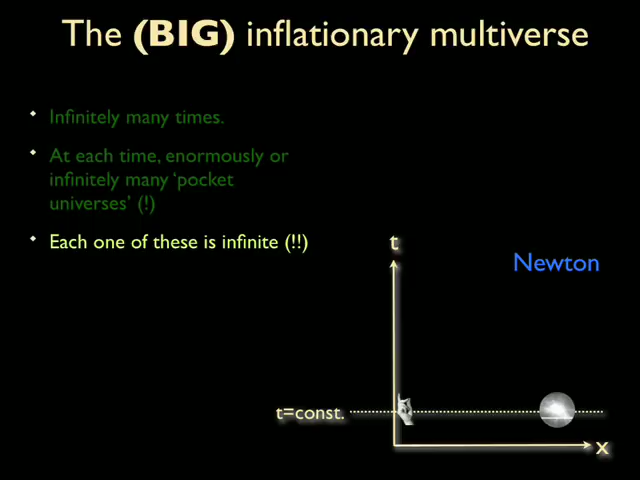 The (BIG) inflationary multiverse
Infinitely many times.
At each time, enormously or
infinitely many ‘pocket
universes’ (!)
Each one of these is infinite (!!)
t
Newton
t=const.
x